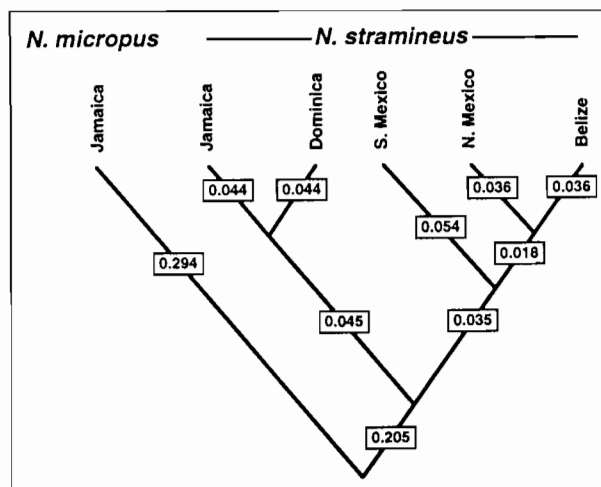 N. micropus N. stramineus
Jamaica Jamaica Dominica S. Mexico N. Mexico Belize
0.044 0.044 0.036 0.036
0.054
0.018
0.294
0.045 0.035
0.205